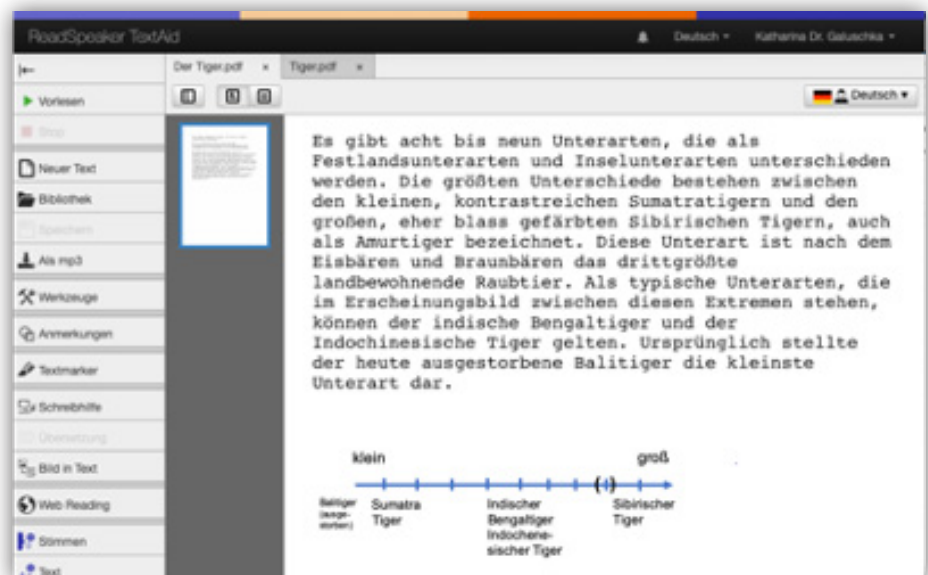 ReadSpeaker TextAid
Deutsch
Katharina Dr. Galuschka
Der Tiger.pdf x
Tiger.pdf x
Vorlesen
Stop
Neuer Text
Bibliothek
Speichern
Als mp3
Werkzeuge
Anmerkungen
Textmarker
Schreibhilfe
Übersetzung
Bild in Text
Web Reading
Stimmen
Text
Deutsch
Es gibt acht bis neun Unterarten, die als
Festlandsunterarten und Inselunterarten unterschieden
werden. Die größten Unterschiede bestehen zwischen
den kleinen, kontrastreichen Sumatratigern und den
großen, eher blass gefärbten Sibirischen Tigern, auch
als Amurtiger bezeichnet. Diese Unterart ist nach dem
Eisbären und Braunbären das drittgrößte
landbewohnende Raubtier. Als typische Unterarten, die
im Erscheinungsbild zwischen diesen Extremen stehen,
können der indische Bengaltiger und der
Indochinesische Tiger gelten. Ursprünglich stellte
der heute ausgestorbene Balitiger die kleinste
Unterart dar.
klein
groß
( )
Balitiger
(ausge-
storben)
Sumatra
Tiger
Indischer
Bengaltiger
Indochene-
sischer Tiger
Sibirischer
Tiger